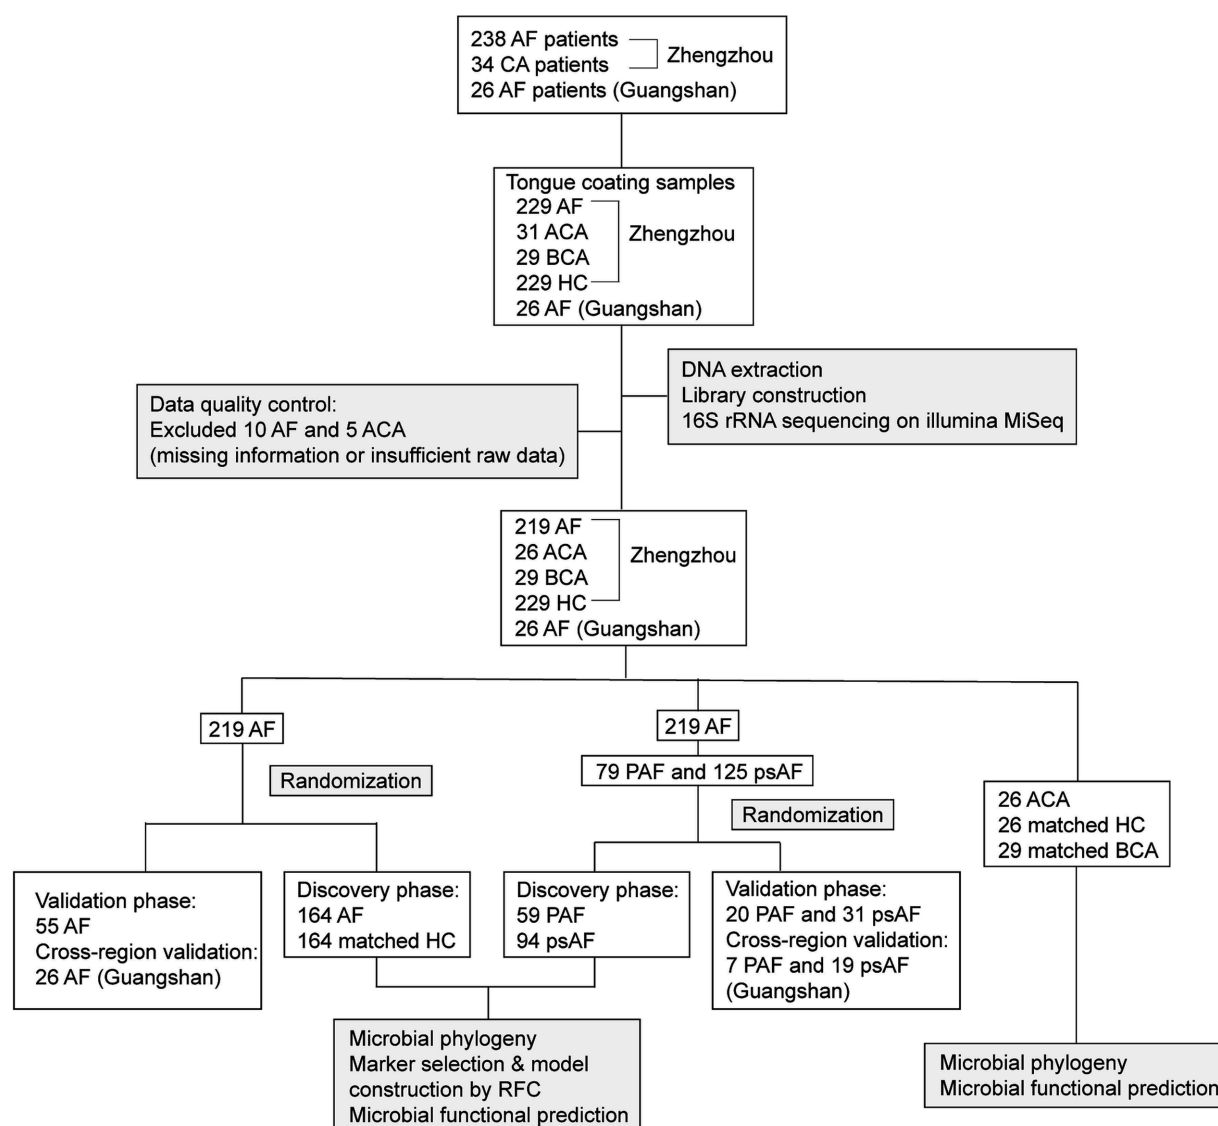 238 AF patients
34 CA patients
Zhengzhou
26 AF patients (Guangshan)
Tongue coating samples
229 AF
31 ACA
29 BCA
229 HC
Zhengzhou
26 AF (Guangshan)
DNA extraction
Library construction
16S rRNA sequencing on illumina MiSeq
Data quality control:
Excluded 10 AF and 5 ACA
(missing information or insufficient raw data)
219 AF
26 ACA
29 BCA
229 HC
Zhengzhou
26 AF (Guangshan)
219 AF
Randomization
Validation phase:
55 AF
Cross-region validation:
26 AF (Guangshan)
Discovery phase:
164 AF
164 matched HC
219 AF
79 PAF and 125 psAF
Randomization
Discovery phase:
59 PAF
94 psAF
Validation phase:
20 PAF and 31 psAF
Cross-region validation:
7 PAF and 19 psAF
(Guangshan)
26 ACA
26 matched HC
29 matched BCA
Microbial phylogeny
Marker selection & model
construction by RFC
Microbial functional prediction
Microbial phylogeny
Microbial functional prediction